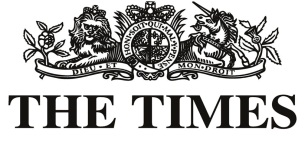 DIEU · ET MON · DROIT
THE TIMES